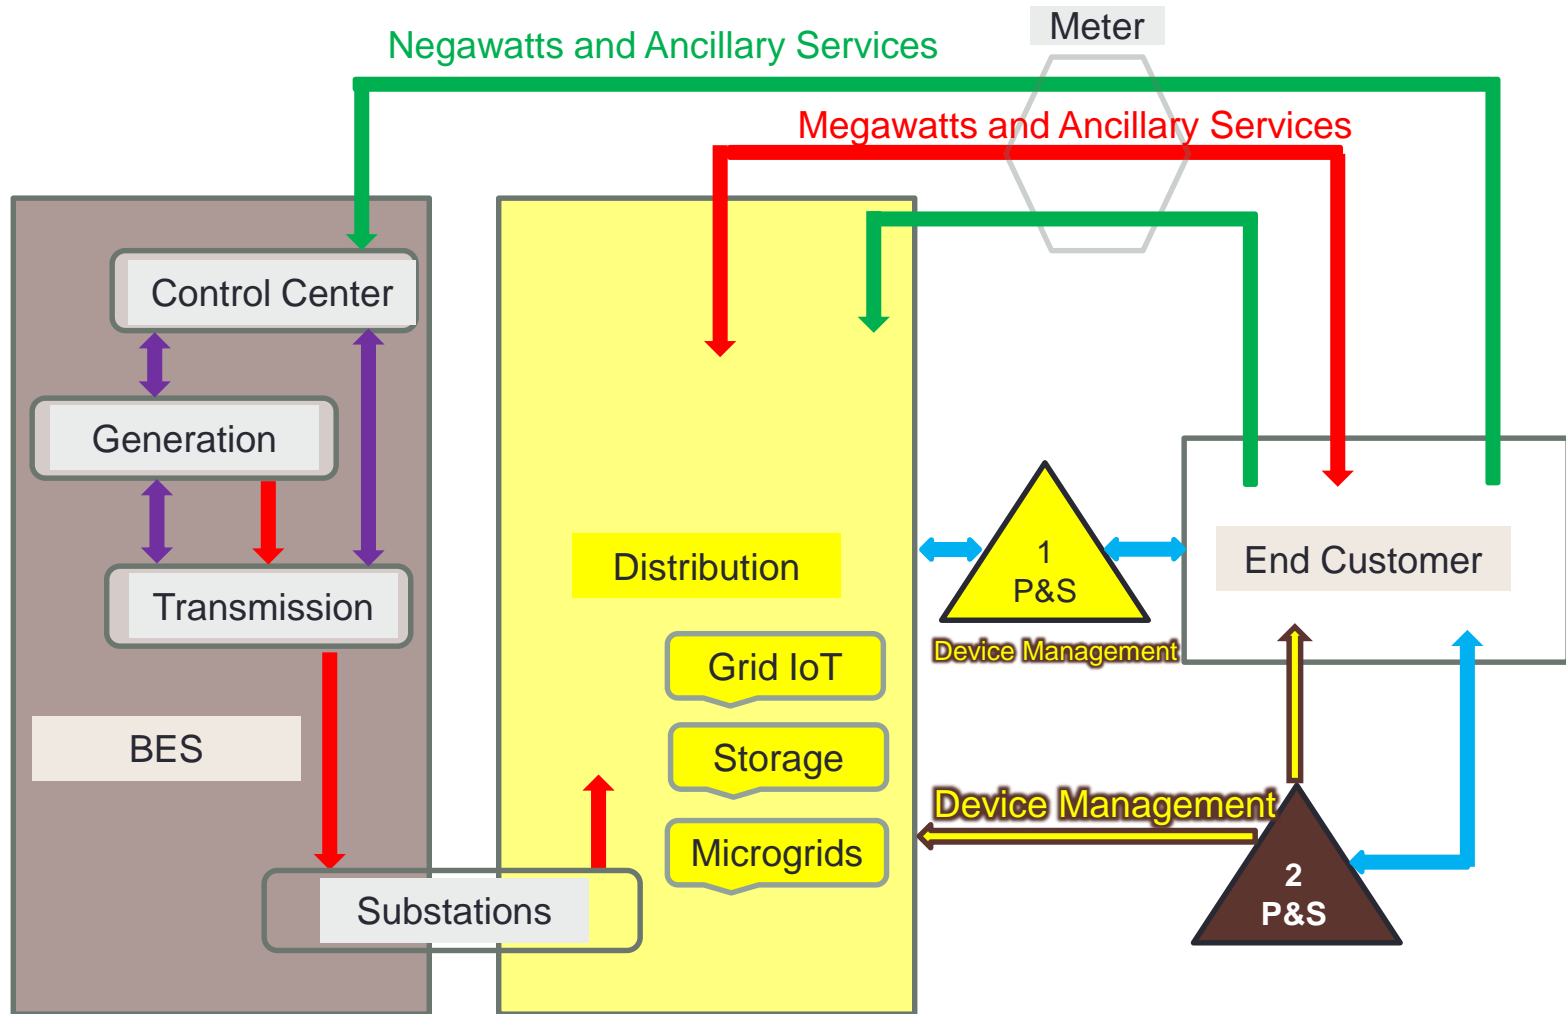 Meter
Negawatts and Ancillary Services
Megawatts and Ancillary Services
Control Center
Generation
Transmission
BES
Substations
Distribution
Grid IoT
Storage
Microgrids
1
P&S
Device Management
End Customer
Device Management
2
P&S